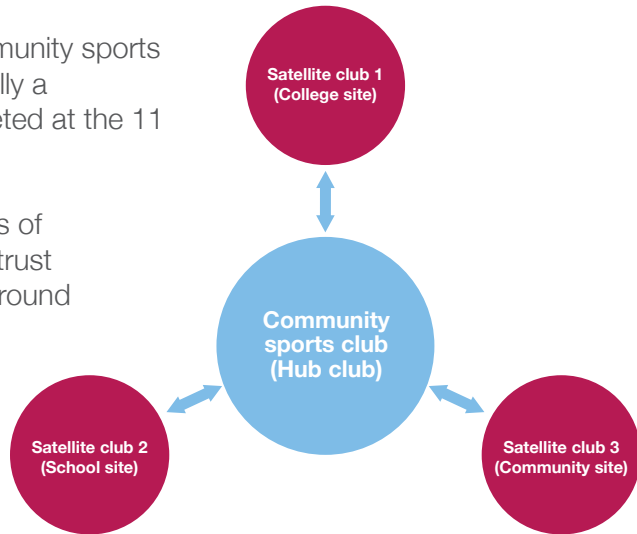 munity sports
lly a
eted at the 11
s of
trust
round
Satellite club 1
(College site)
Community
sports club
(Hub club)
Satellite club 2
(School site)
Satellite club 3
(Community site)